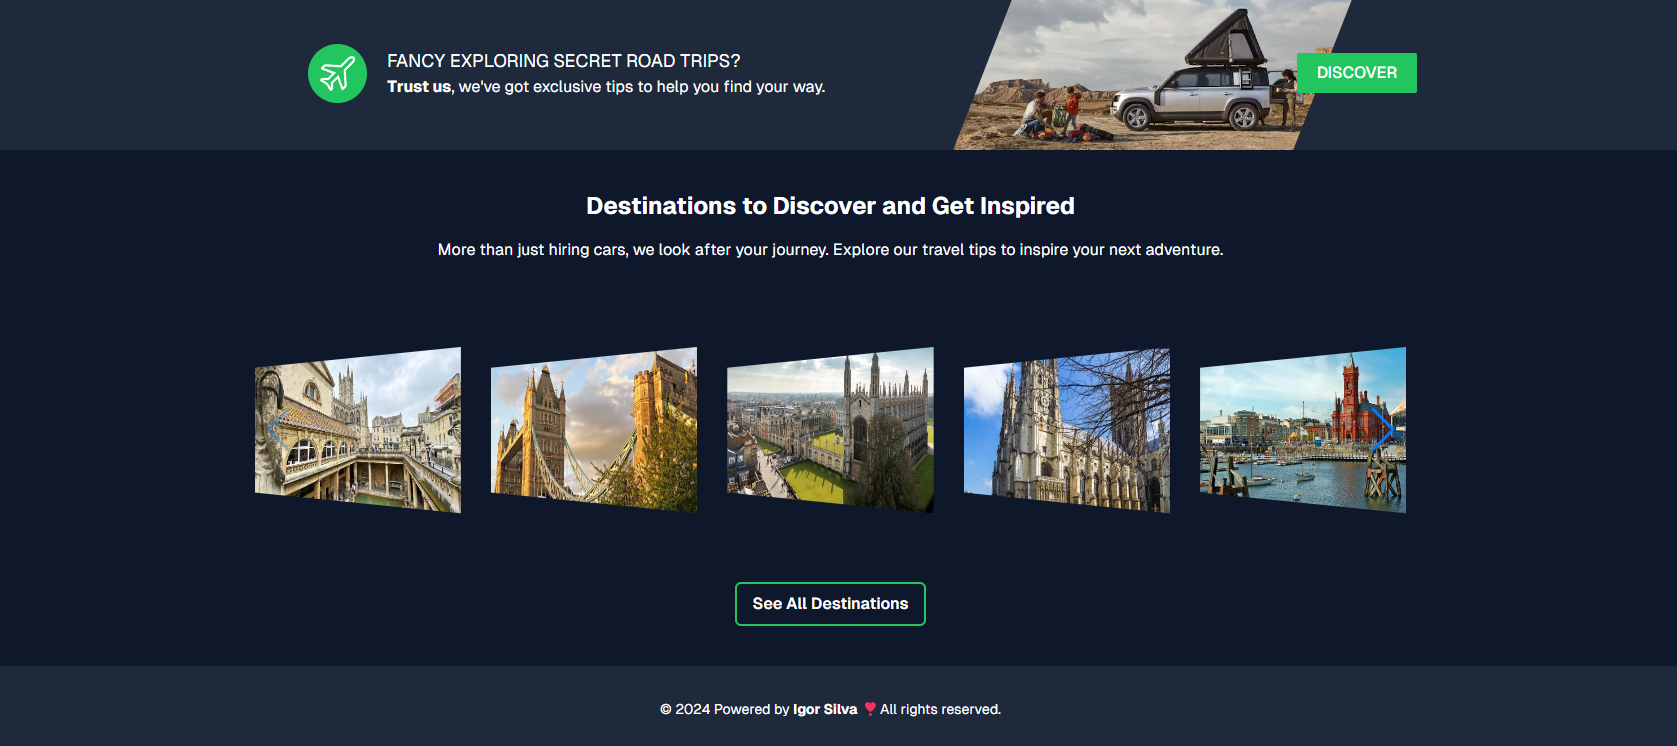 FANCY EXPLORING SECRET ROAD TRIPS?
Trust us, we've got exclusive tips to help you find your way.
DISCOVER
Destinations to Discover and Get Inspired
More than just hiring cars, we look after your journey. Explore our travel tips to inspire your next adventure.
See All Destinations
© 2024 Powered by Igor Silva ❣️ All rights reserved.